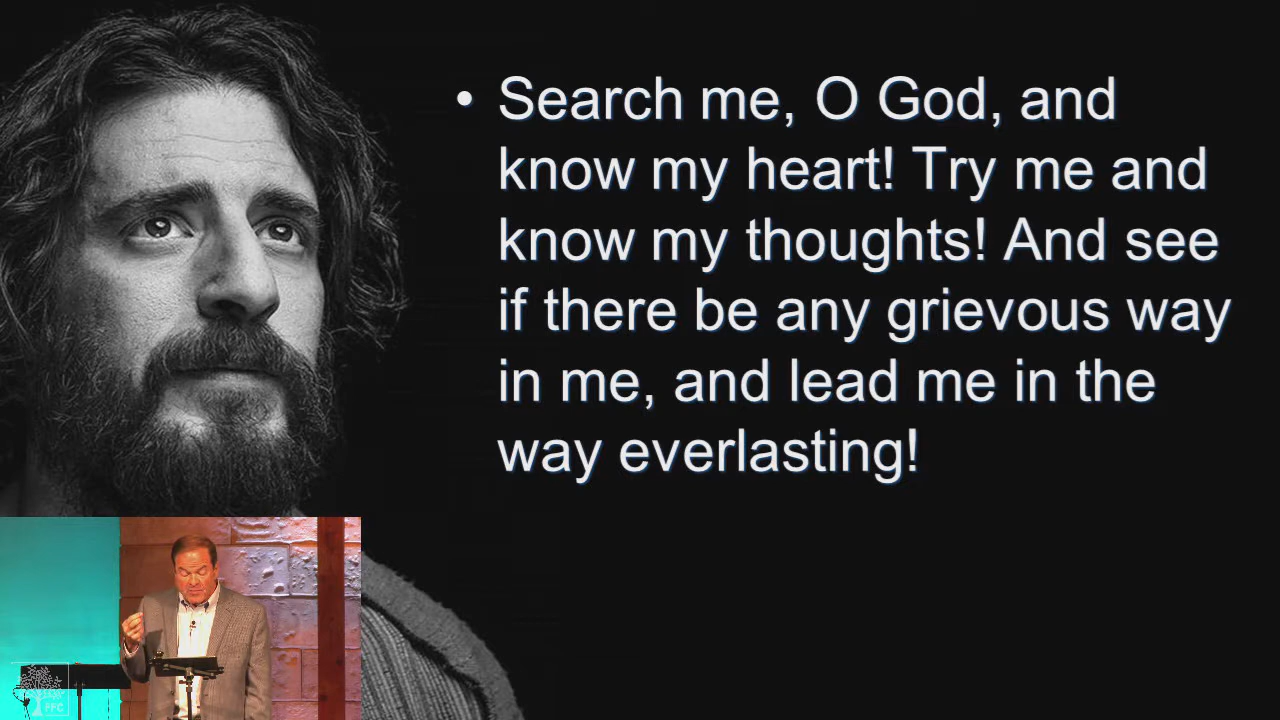 • Search me, O God, and
know my heart! Try me and
know my thoughts! And see
if there be any grievous way
in me, and lead me in the
way everlasting!
FPC